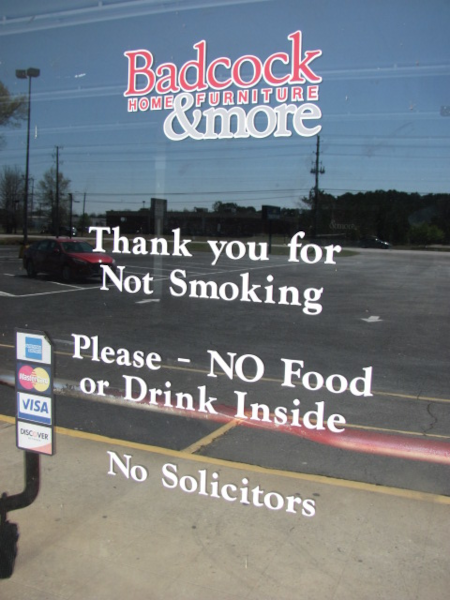 Badcock
HOME FURNITURE
&more
Thank you for
Not Smoking
Please - NO Food
or Drink Inside
No Solicitors
MasterCard
VISA
DISCOVER